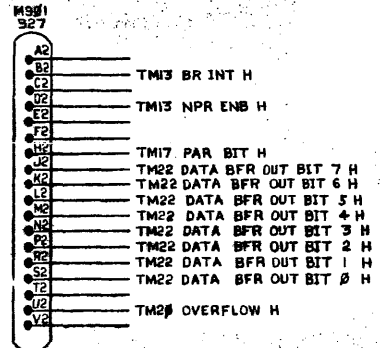 M901
S27
A2
B2
TM13 BR INT H
C2
D2
TM13 NPR ENB H
E2
F2
H2
TM17 PAR BIT H
J2
TM22 DATA BFR OUT BIT 7 H
K2
TM22 DATA BFR OUT BIT 6 H
L2
TM22 DATA BFR OUT BIT 5 H
M2
TM22 DATA BFR OUT BIT 4 H
N2
TM22 DATA BFR OUT BIT 3 H
P2
TM22 DATA BFR OUT BIT 2 H
R2
TM22 DATA BFR OUT BIT 1 H
S2
TM22 DATA BFR OUT BIT Ø H
T2
U2
TM2Ø OVERFLOW H
V2